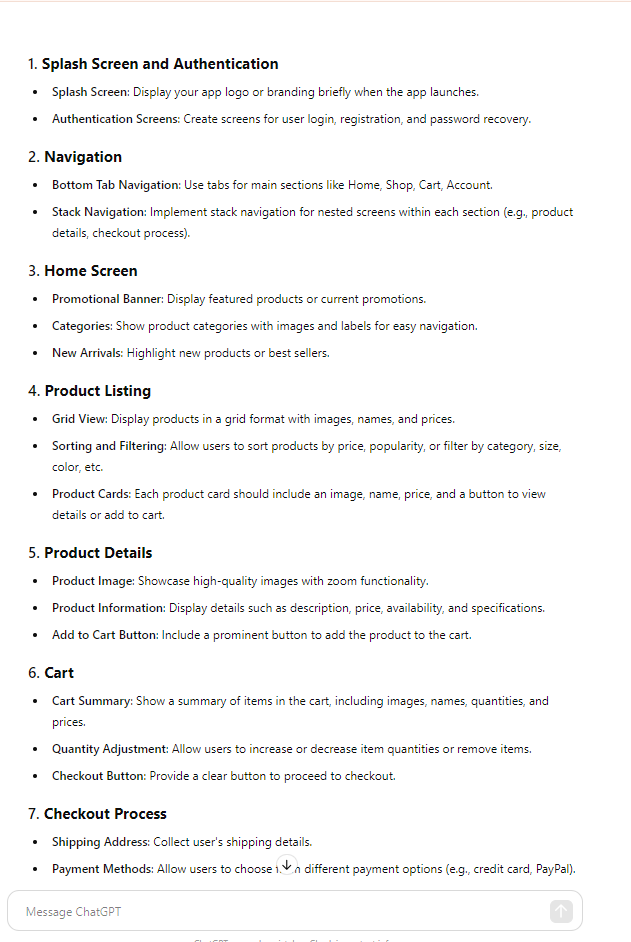 1. Splash Screen and Authentication
• Splash Screen: Display your app logo or branding briefly when the app launches.
• Authentication Screens: Create screens for user login, registration, and password recovery.
2. Navigation
• Bottom Tab Navigation: Use tabs for main sections like Home, Shop, Cart, Account.
• Stack Navigation: Implement stack navigation for nested screens within each section (e.g., product
details, checkout process).
3. Home Screen
• Promotional Banner: Display featured products or current promotions.
• Categories: Show product categories with images and labels for easy navigation.
• New Arrivals: Highlight new products or best sellers.
4. Product Listing
• Grid View: Display products in a grid format with images, names, and prices.
• Sorting and Filtering: Allow users to sort products by price, popularity, or filter by category, size,
color, etc.
• Product Cards: Each product card should include an image, name, price, and a button to view
details or add to cart.
5. Product Details
• Product Image: Showcase high-quality images with zoom functionality.
• Product Information: Display details such as description, price, availability, and specifications.
• Add to Cart Button: Include a prominent button to add the product to the cart.
6. Cart
• Cart Summary: Show a summary of items in the cart, including images, names, quantities, and
prices.
• Quantity Adjustment: Allow users to increase or decrease item quantities or remove items.
• Checkout Button: Provide a clear button to proceed to checkout.
7. Checkout Process
• Shipping Address: Collect user's shipping details.
• Payment Methods: Allow users to choose different payment options (e.g., credit card, PayPal).
Message ChatGPT